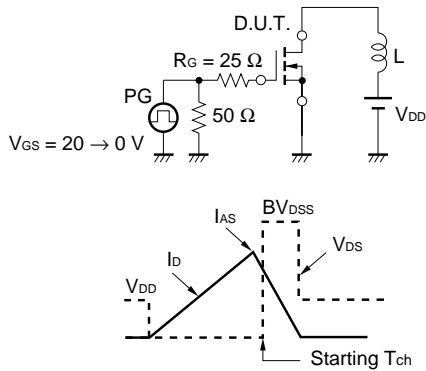 D.U.T.
RG = 25 Ω
L
PG
50 Ω
VDD
VGS = 20 → 0 V
BVDSS
IAS
VDS
ID
VDD
Starting Tch